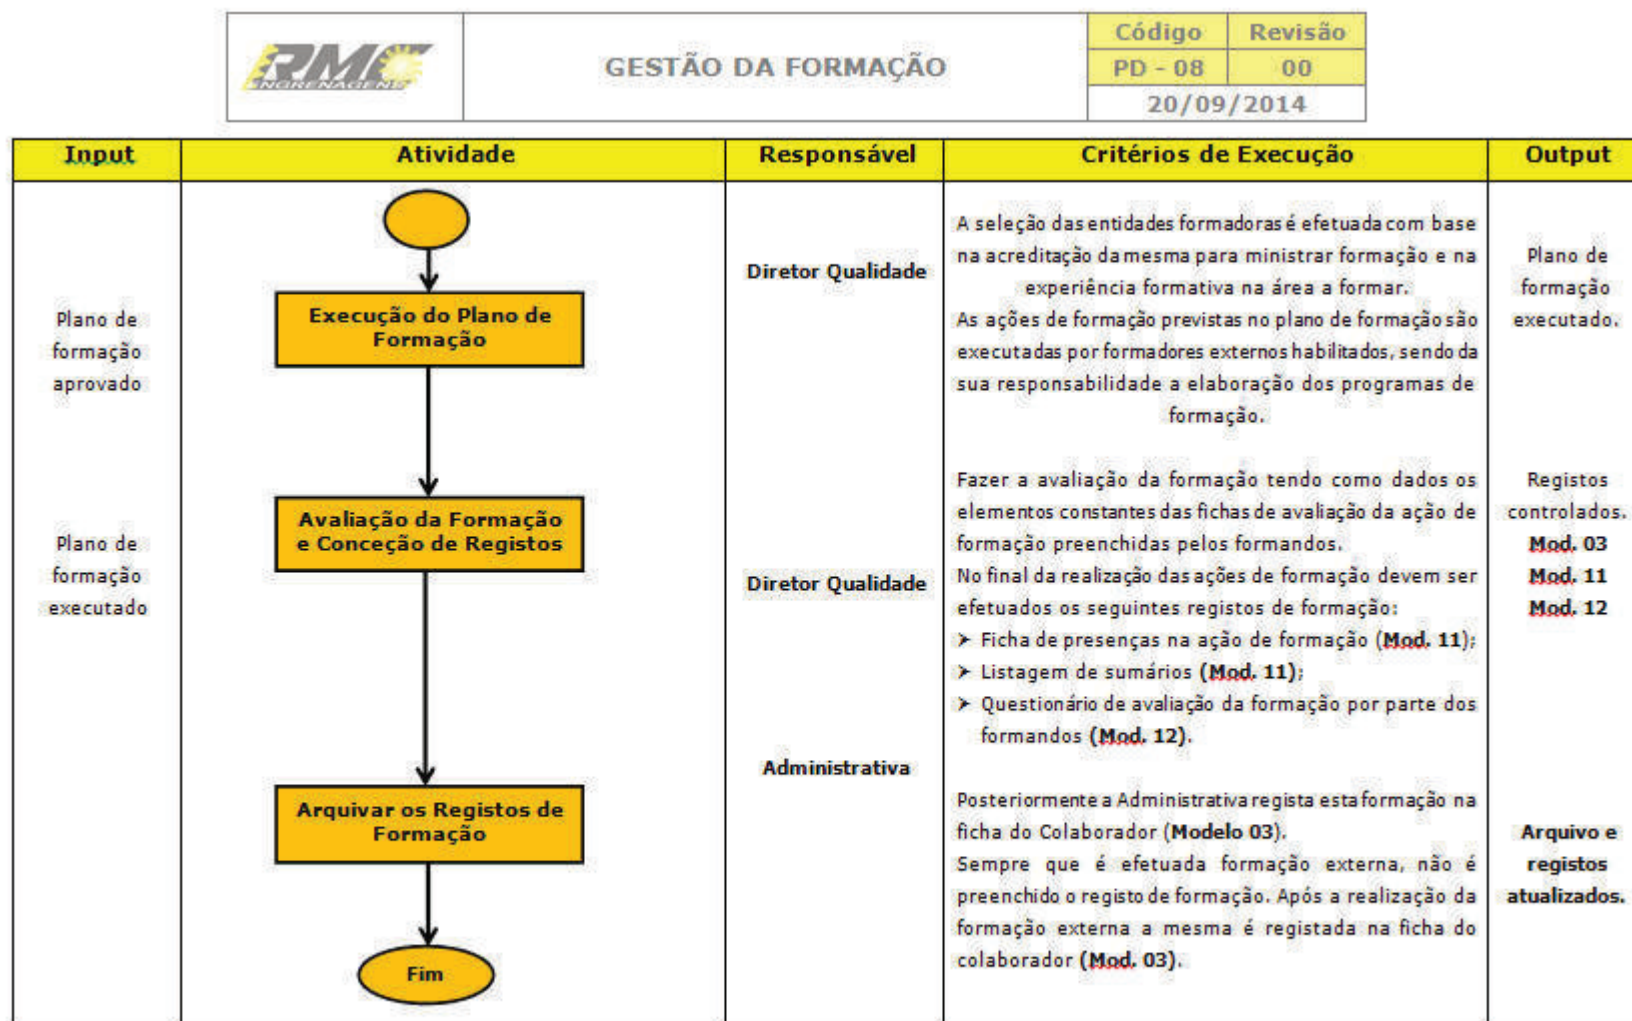 RMG
ENGRENAGENS
GESTÃO DA FORMAÇÃO
Código
Revisão
PD - 08
00
20/09/2014
Input
Atividade
Responsável
Critérios de Execução
Output
Plano de
formação
aprovado
Execução do Plano de
Formação
Diretor Qualidade
A seleção das entidades formadoras é efetuada com base
na acreditação da mesma para ministrar formação e na
experiência formativa na área a formar.
As ações de formação previstas no plano de formação são
executadas por formadores externos habilitados, sendo da
sua responsabilidade a elaboração dos programas de
formação.
Plano de
formação
executado.
Plano de
formação
executado
Avaliação da Formação
e Conceção de Registos
Diretor Qualidade
Fazer a avaliação da formação tendo como dados os
elementos constantes das fichas de avaliação da ação de
formação preenchidas pelos formandos.
No final da realização das ações de formação devem ser
efetuados os seguintes registos de formação:
➢ Ficha de presenças na ação de formação (Mod. 11);
➢ Listagem de sumários (Mod. 11);
➢ Questionário de avaliação da formação por parte dos
formandos (Mod. 12).
Registos
controlados.
Mod. 03
Mod. 11
Mod. 12
Arquivar os Registos de
Formação
Administrativa
Posteriormente a Administrativa regista esta formação na
ficha do Colaborador (Modelo 03).
Sempre que é efetuada formação externa, não é
preenchido o registo de formação. Após a realização da
formação externa a mesma é registada na ficha do
colaborador (Mod. 03).
Arquivo e
registos
atualizados.
Fim